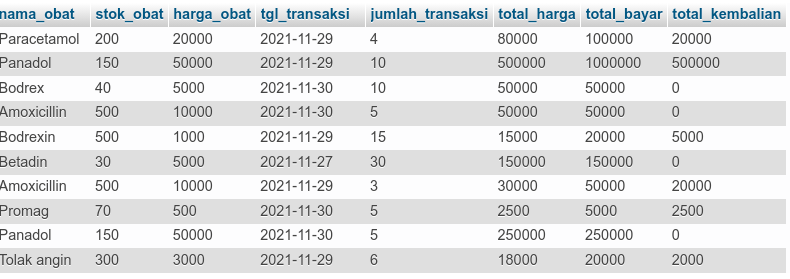 nama_obat stok_obat harga_obat tgl_transaksi jumlah_transaksi total_harga total_bayar total_kembalian
Paracetamol 200 20000 2021-11-29 4 80000 100000 20000
Panadol 150 50000 2021-11-29 10 500000 1000000 500000
Bodrex 40 5000 2021-11-30 10 50000 50000 0
Amoxicillin 500 10000 2021-11-30 5 50000 50000 0
Bodrexin 500 1000 2021-11-29 15 15000 20000 5000
Betadin 30 5000 2021-11-27 30 150000 150000 0
Amoxicillin 500 10000 2021-11-29 3 30000 50000 20000
Promag 70 500 2021-11-30 5 2500 5000 2500
Panadol 150 50000 2021-11-30 5 250000 250000 0
Tolak angin 300 3000 2021-11-29 6 18000 20000 2000